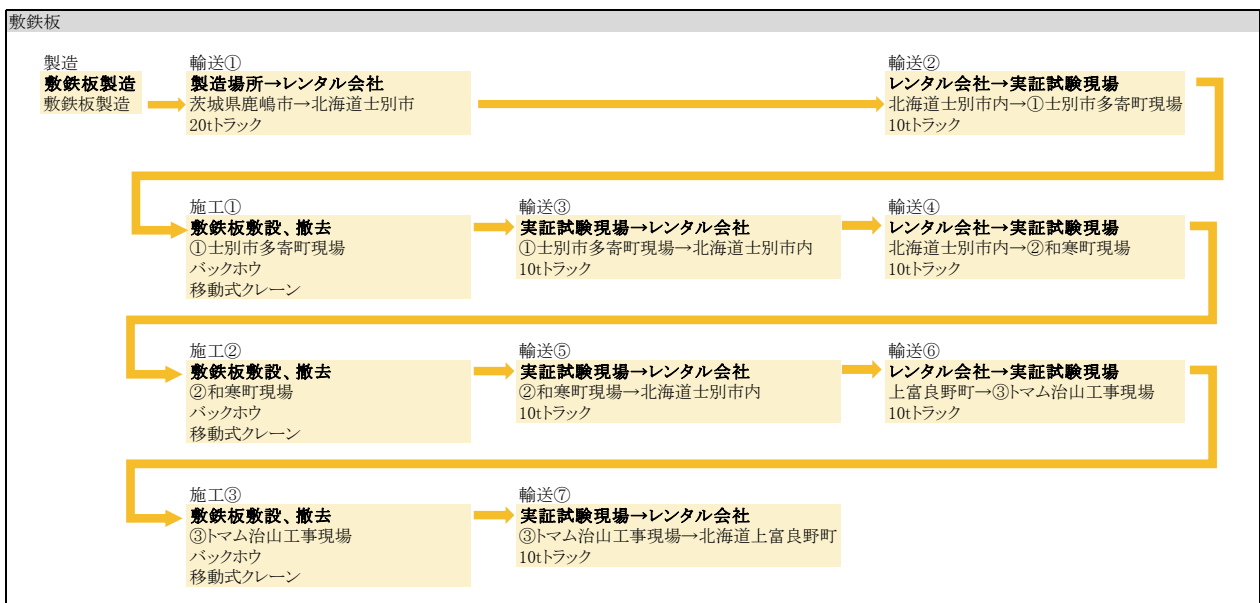 敷鉄板
製造
敷鉄板製造
敷鉄板製造
輸送①
製造場所→レンタル会社
茨城県鹿嶋市→北海道士別市
20tトラック
輸送②
レンタル会社→実証試験現場
北海道士別市内→①士別市多寄町現場
10tトラック
施工①
敷鉄板敷設、撤去
①士別市多寄町現場
バックホウ
移動式クレーン
輸送③
実証試験現場→レンタル会社
①士別市多寄町現場→北海道士別市内
10tトラック
輸送④
レンタル会社→実証試験現場
北海道士別市内→②和寒町現場
10tトラック
施工②
敷鉄板敷設、撤去
②和寒町現場
バックホウ
移動式クレーン
輸送⑤
実証試験現場→レンタル会社
②和寒町現場→北海道士別市内
10tトラック
輸送⑥
レンタル会社→実証試験現場
上富良野町→③トマム治山工事現場
10tトラック
施工③
敷鉄板敷設、撤去
③トマム治山工事現場
バックホウ
移動式クレーン
輸送⑦
実証試験現場→レンタル会社
③トマム治山工事現場→北海道上富良野町
10tトラック